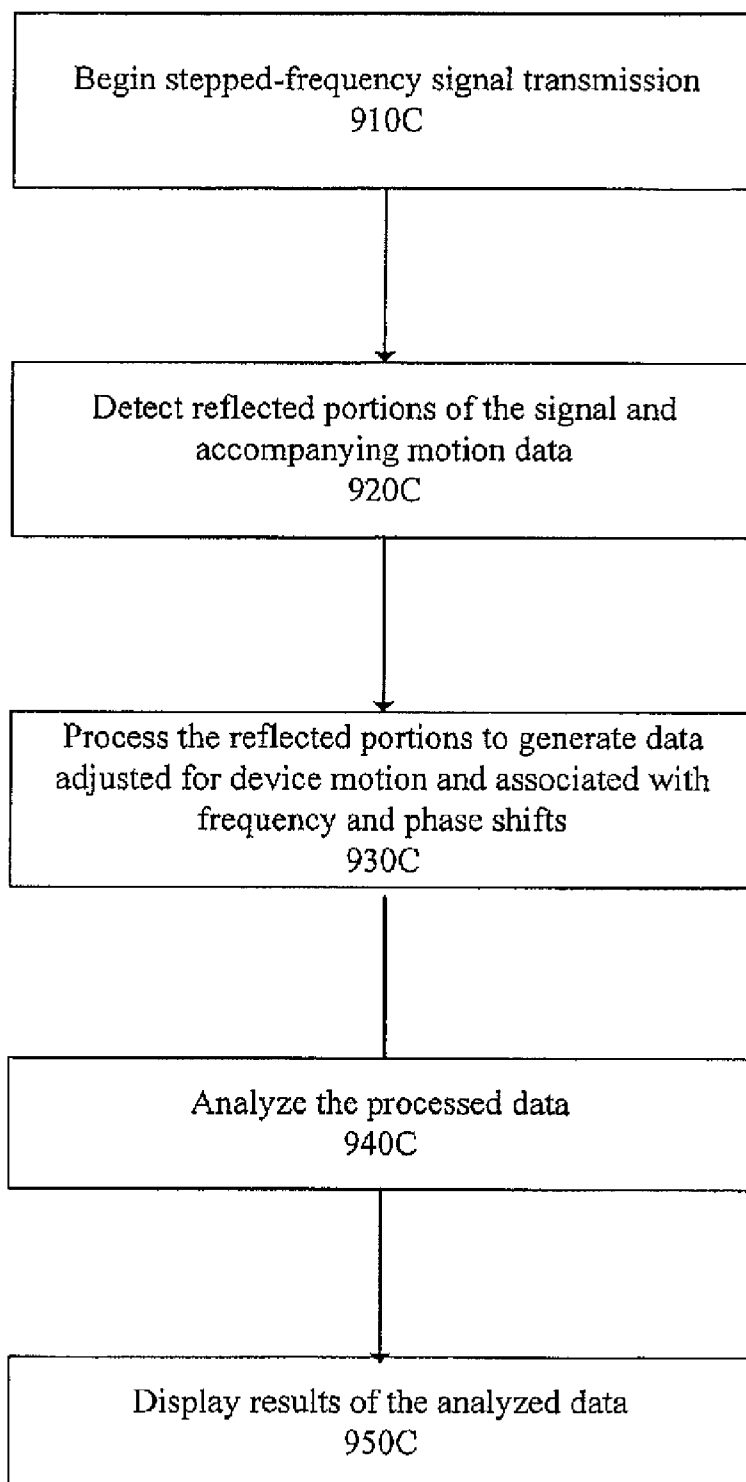 Begin stepped-frequency signal transmission
910C
Detect reflected portions of the signal and
accompanying motion data
920C
Process the reflected portions to generate data
adjusted for device motion and associated with
frequency and phase shifts
930C
Analyze the processed data
940C
Display results of the analyzed data
950C